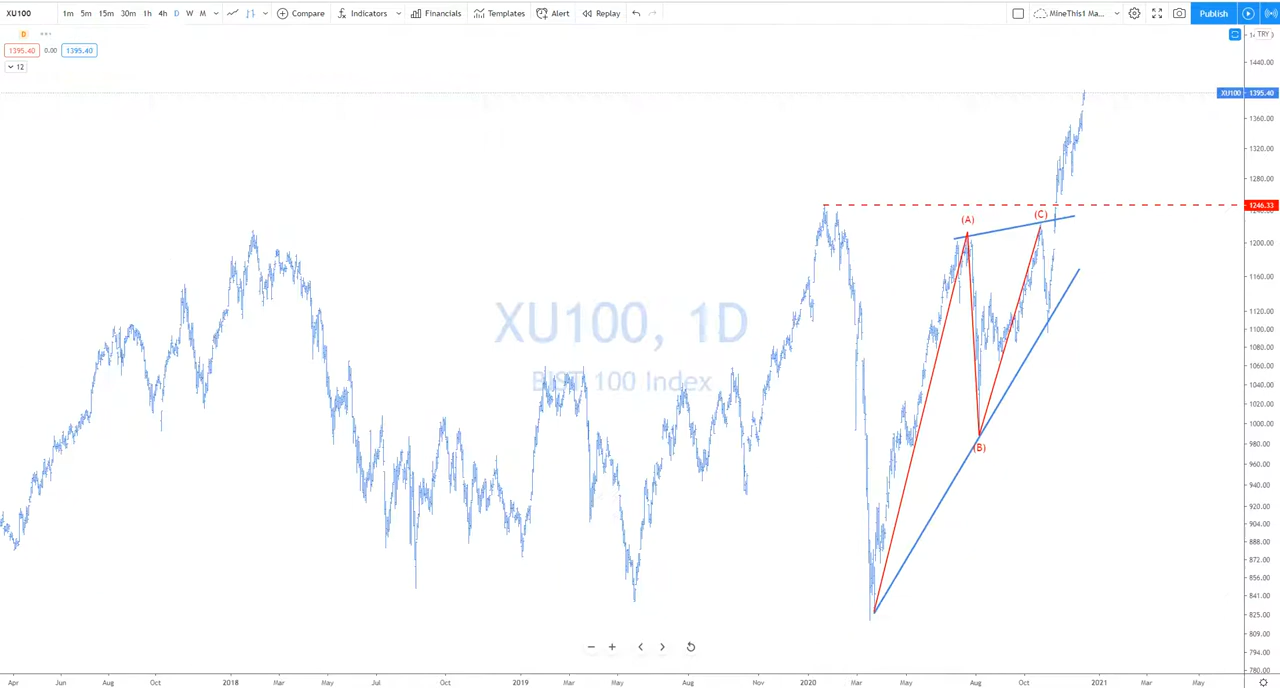 XU100 1m 5m 15m 30m 1h 4h D W M Compare Indicators Financials Templates Alert Replay MineThis1 Ma... Publish
D
TRY
1395.40 0.00 1395.40
12
1440.00
XU100 1395.40
1360.00
1320.00
1280.00
1246.33
(A)
(C)
1200.00
1160.00
1120.00
1100.00
1080.00
1060.00
1040.00
1020.00
1000.00
980.00
960.00
940.00
920.00
904.00
888.00
872.00
856.00
841.00
825.00
809.00
794.00
780.00
XU100, 1D
BIST 100 Index
(B)
Apr Jun Aug Oct 2018 Mar May Jul Oct 2019 Mar May Aug Nov 2020 Mar May Aug Oct 2021 Mar May